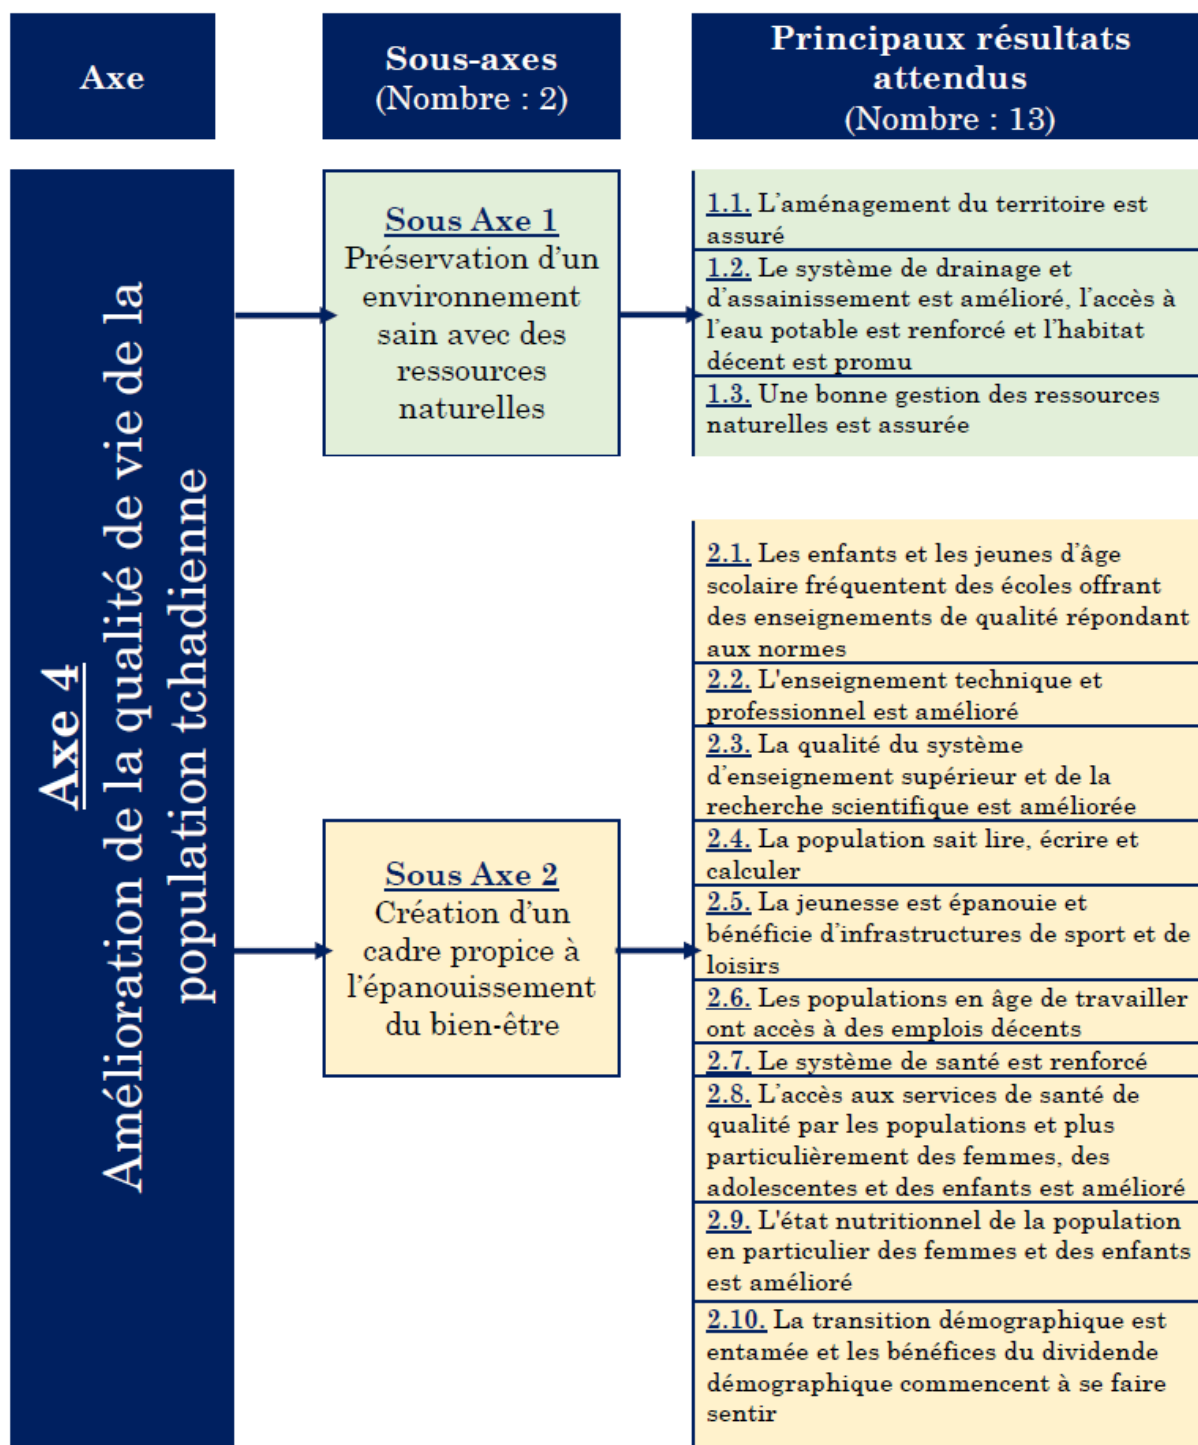 Axe
Sous-axes
(Nombre : 2)
Principaux résultats
attendus
(Nombre : 13)
Axe 4
Amélioration de la qualité de vie de la
population tchadienne
Sous Axe 1
Préservation d’un
environnement
sain avec des
ressources
naturelles
1.1. L’aménagement du territoire est
assuré
1.2. Le système de drainage et
d’assainissement est amélioré, l’accès à
l’eau potable est renforcé et l’habitat
décent est promu
1.3. Une bonne gestion des ressources
naturelles est assurée
Sous Axe 2
Création d’un
cadre propice à
l’épanouissement
du bien-être
2.1. Les enfants et les jeunes d’âge
scolaire fréquentent des écoles offrant
des enseignements de qualité répondant
aux normes
2.2. L'enseignement technique et
professionnel est amélioré
2.3. La qualité du système
d’enseignement supérieur et de la
recherche scientifique est améliorée
2.4. La population sait lire, écrire et
calculer
2.5. La jeunesse est épanouie et
bénéficie d’infrastructures de sport et de
loisirs
2.6. Les populations en âge de travailler
ont accès à des emplois décents
2.7. Le système de santé est renforcé
2.8. L’accès aux services de santé de
qualité par les populations et plus
particulièrement des femmes, des
adolescentes et des enfants est amélioré
2.9. L'état nutritionnel de la population
en particulier des femmes et des enfants
est amélioré
2.10. La transition démographique est
entamée et les bénéfices du dividende
démographique commencent à se faire
sentir